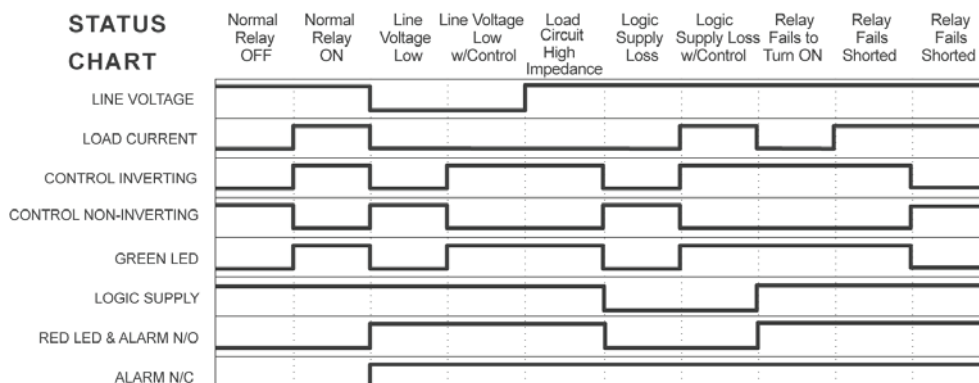 STATUS
CHART
Normal
Relay
OFF
Normal
Relay
ON
Line
Voltage
Low
Line Voltage
Low
w/Control
Load
Circuit
High
Impedance
Logic
Supply
Loss
Logic
Supply Loss
w/Control
Relay
Fails to
Turn ON
Relay
Fails
Shorted
Relay
Fails
Shorted
LINE VOLTAGE
LOAD CURRENT
CONTROL INVERTING
CONTROL NON-INVERTING
GREEN LED
LOGIC SUPPLY
RED LED & ALARM N/O
ALARM N/C